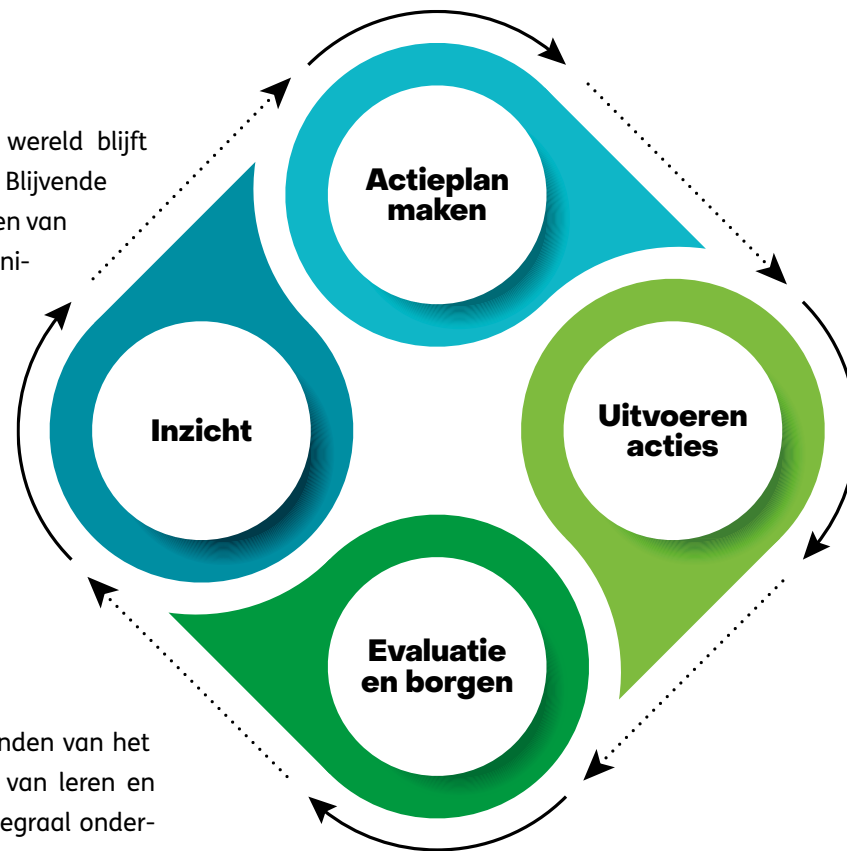 wereld blijft
Blijvende
en van
ni-
Actieplan
maken
Inzicht
Uitvoeren
acties
Evaluatie
en borgen
nden van het
van leren en
egraal onder-